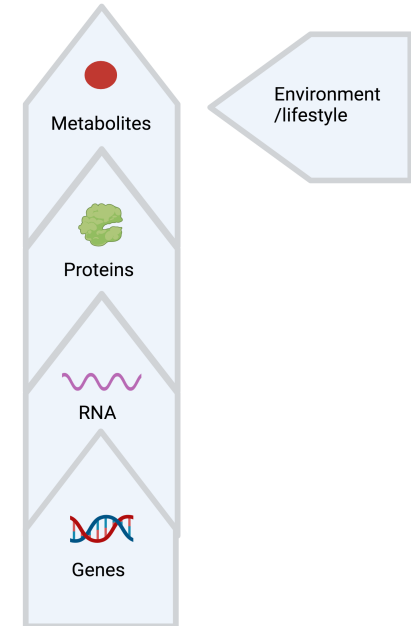 Metabolites
Environment
/lifestyle
Proteins
RNA
Genes